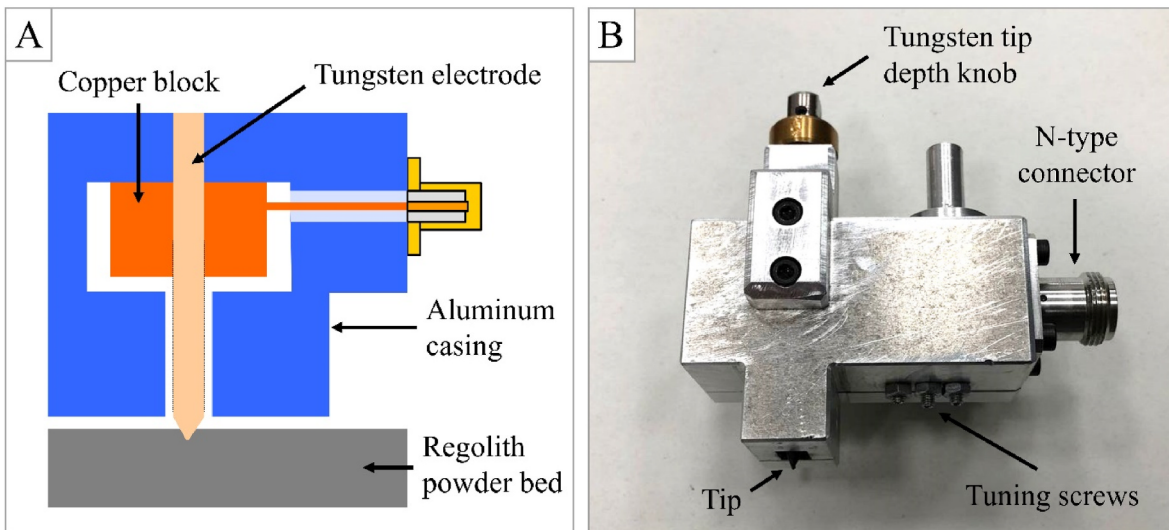 A
Copper block
Tungsten electrode
Aluminum
casing
Regolith
powder bed
B
Tungsten tip
depth knob
N-type
connector
Tip
Tuning screws